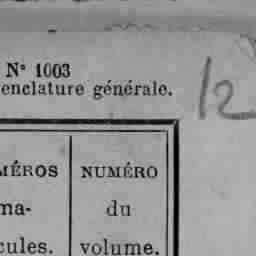 N° 1003
enclature générale.
12
MÉROS NUMÉRO
ma- du
cules. volume.